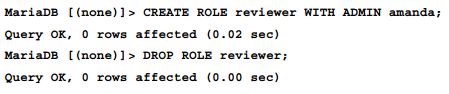 MariaDB [(none)]> CREATE ROLE reviewer WITH ADMIN amanda;
Query OK, 0 rows affected (0.02 sec)
MariaDB [(none)]> DROP ROLE reviewer;
Query OK, 0 rows affected (0.00 sec)